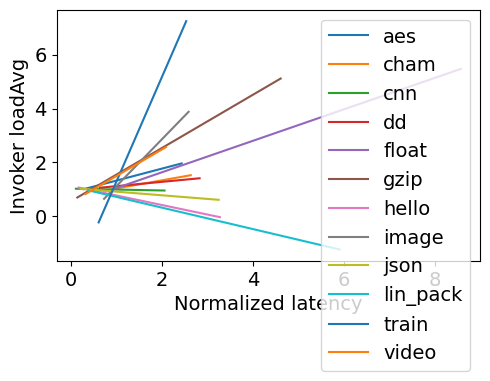 Invoker loadAvg
6
4
2
0
0
2
4
6
8
Normalized latency
aes
cham
cnn
dd
float
gzip
hello
image
json
lin_pack
train
video